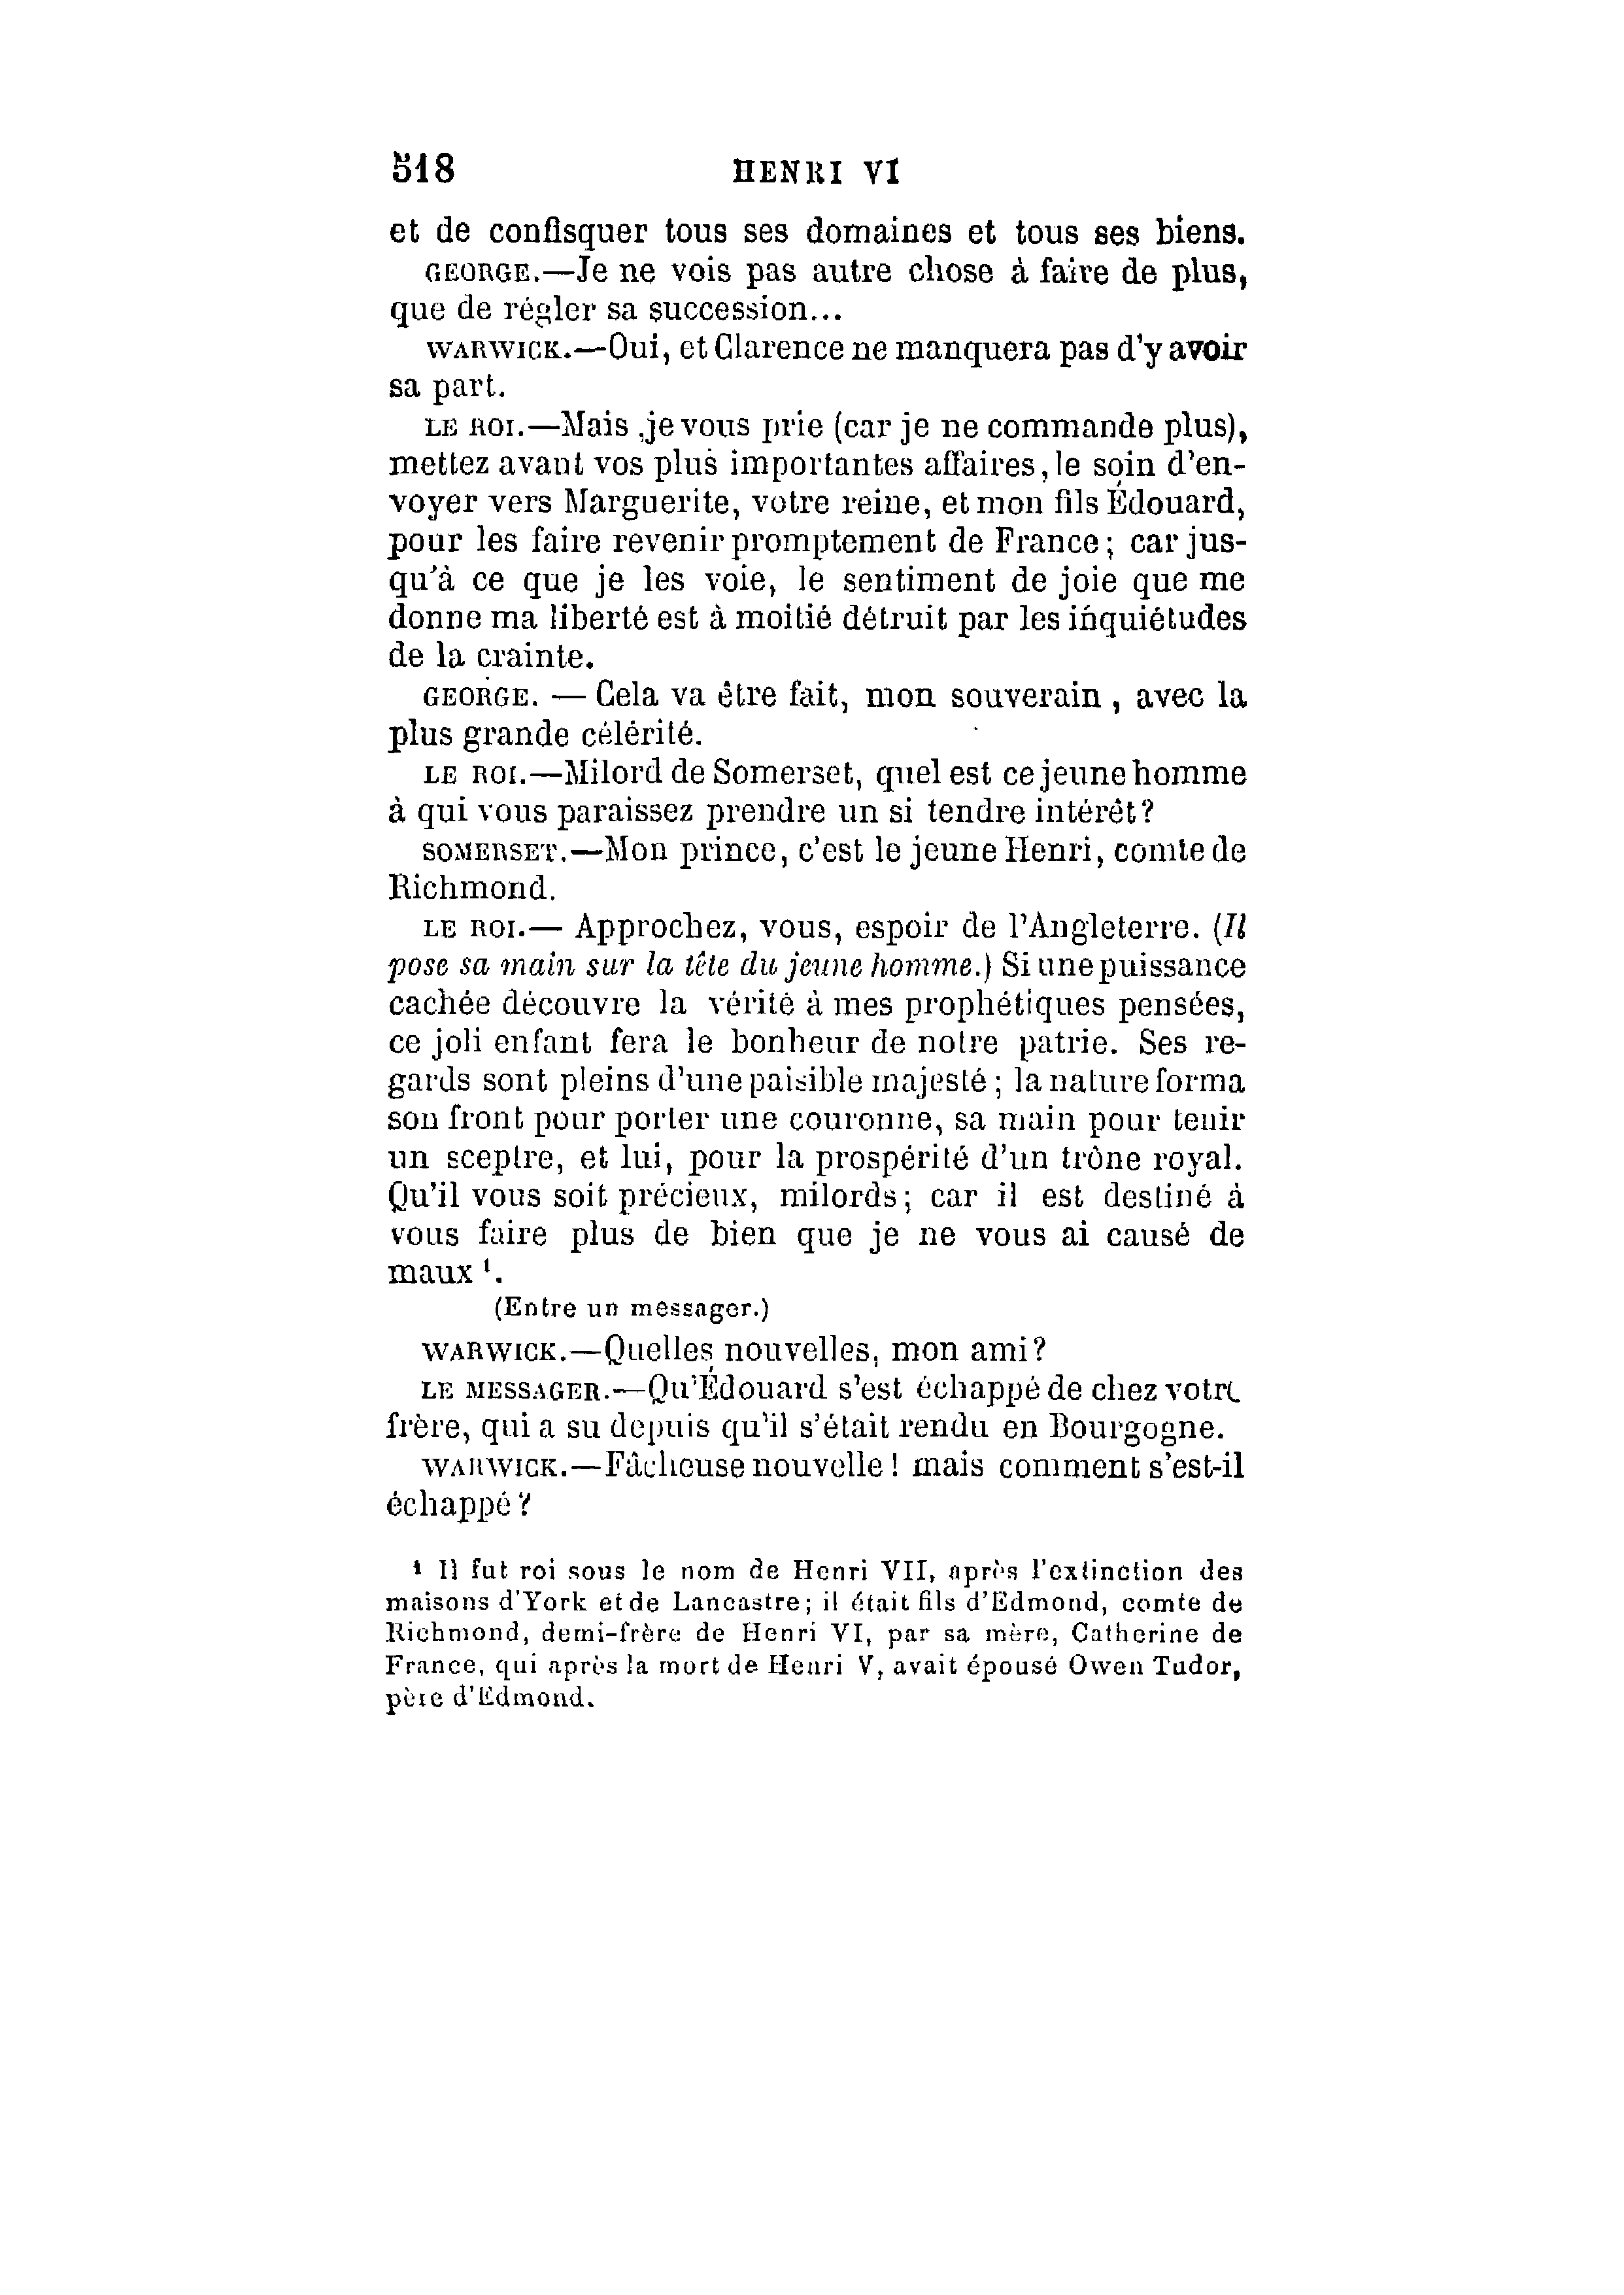 518 HENRI VI
et de confisquer tous ses domaines et tous ses biens.
GEORGE.—Je ne vois pas autre chose à faire de plus,
que de régler sa succession...
WARWICK.—Oui, et Clarence ne manquera pas d'y avoir
sa part.
LE ROI.—Mais ,je vous prie (car je ne commande plus),
mettez avant vos plus importantes affaires, le soin d'en-
voyer vers Marguerite, votre reine, et mon fils Édouard,
pour les faire revenir promptement de France; car jus-
qu'à ce que je les voie, le sentiment de joie que me
donne ma liberté est à moitié détruit par les inquiétudes
de la crainte.
GEORGE. — Cela va être fait, mon souverain , avec la
plus grande célérité.
LE ROI.—Milord de Somerset, quel est ce jeune homme
à qui vous paraissez prendre un si tendre intérêt?
SOMERSET.—Mon prince, c'est le jeune Henri, comte de
Richmond.
LE ROI.— Approchez, vous, espoir de l'Angleterre. (Il
pose sa main sur la tête du jeune homme.) Si une puissance
cachée découvre la vérité à mes prophétiques pensées,
ce joli enfant fera le bonheur de notre patrie. Ses re-
gards sont pleins d'une paisible majesté; la nature forma
son front pour porter une couronne, sa main pour tenir
un sceptre, et lui, pour la prospérité d'un trône royal.
Qu'il vous soit précieux, milords; car il est destiné à
vous faire plus de bien que je ne vous ai causé de
maux ¹.
(Entre un messager.)
WARWICK.—Quelles nouvelles, mon ami?
LE MESSAGER.—Qu'Édouard s'est échappé de chez votre
frère, qui a su depuis qu'il s'était rendu en Bourgogne.
WARWICK.—Fâcheuse nouvelle! mais comment s'est-il
échappé?
¹ Il fut roi sous le nom de Henri VII, après l'extinction des
maisons d'York et de Lancastre; il était fils d'Edmond, comte de
Richmond, demi-frère de Henri VI, par sa mère, Catherine de
France, qui après la mort de Henri V, avait épousé Owen Tudor,
père d'Edmond.